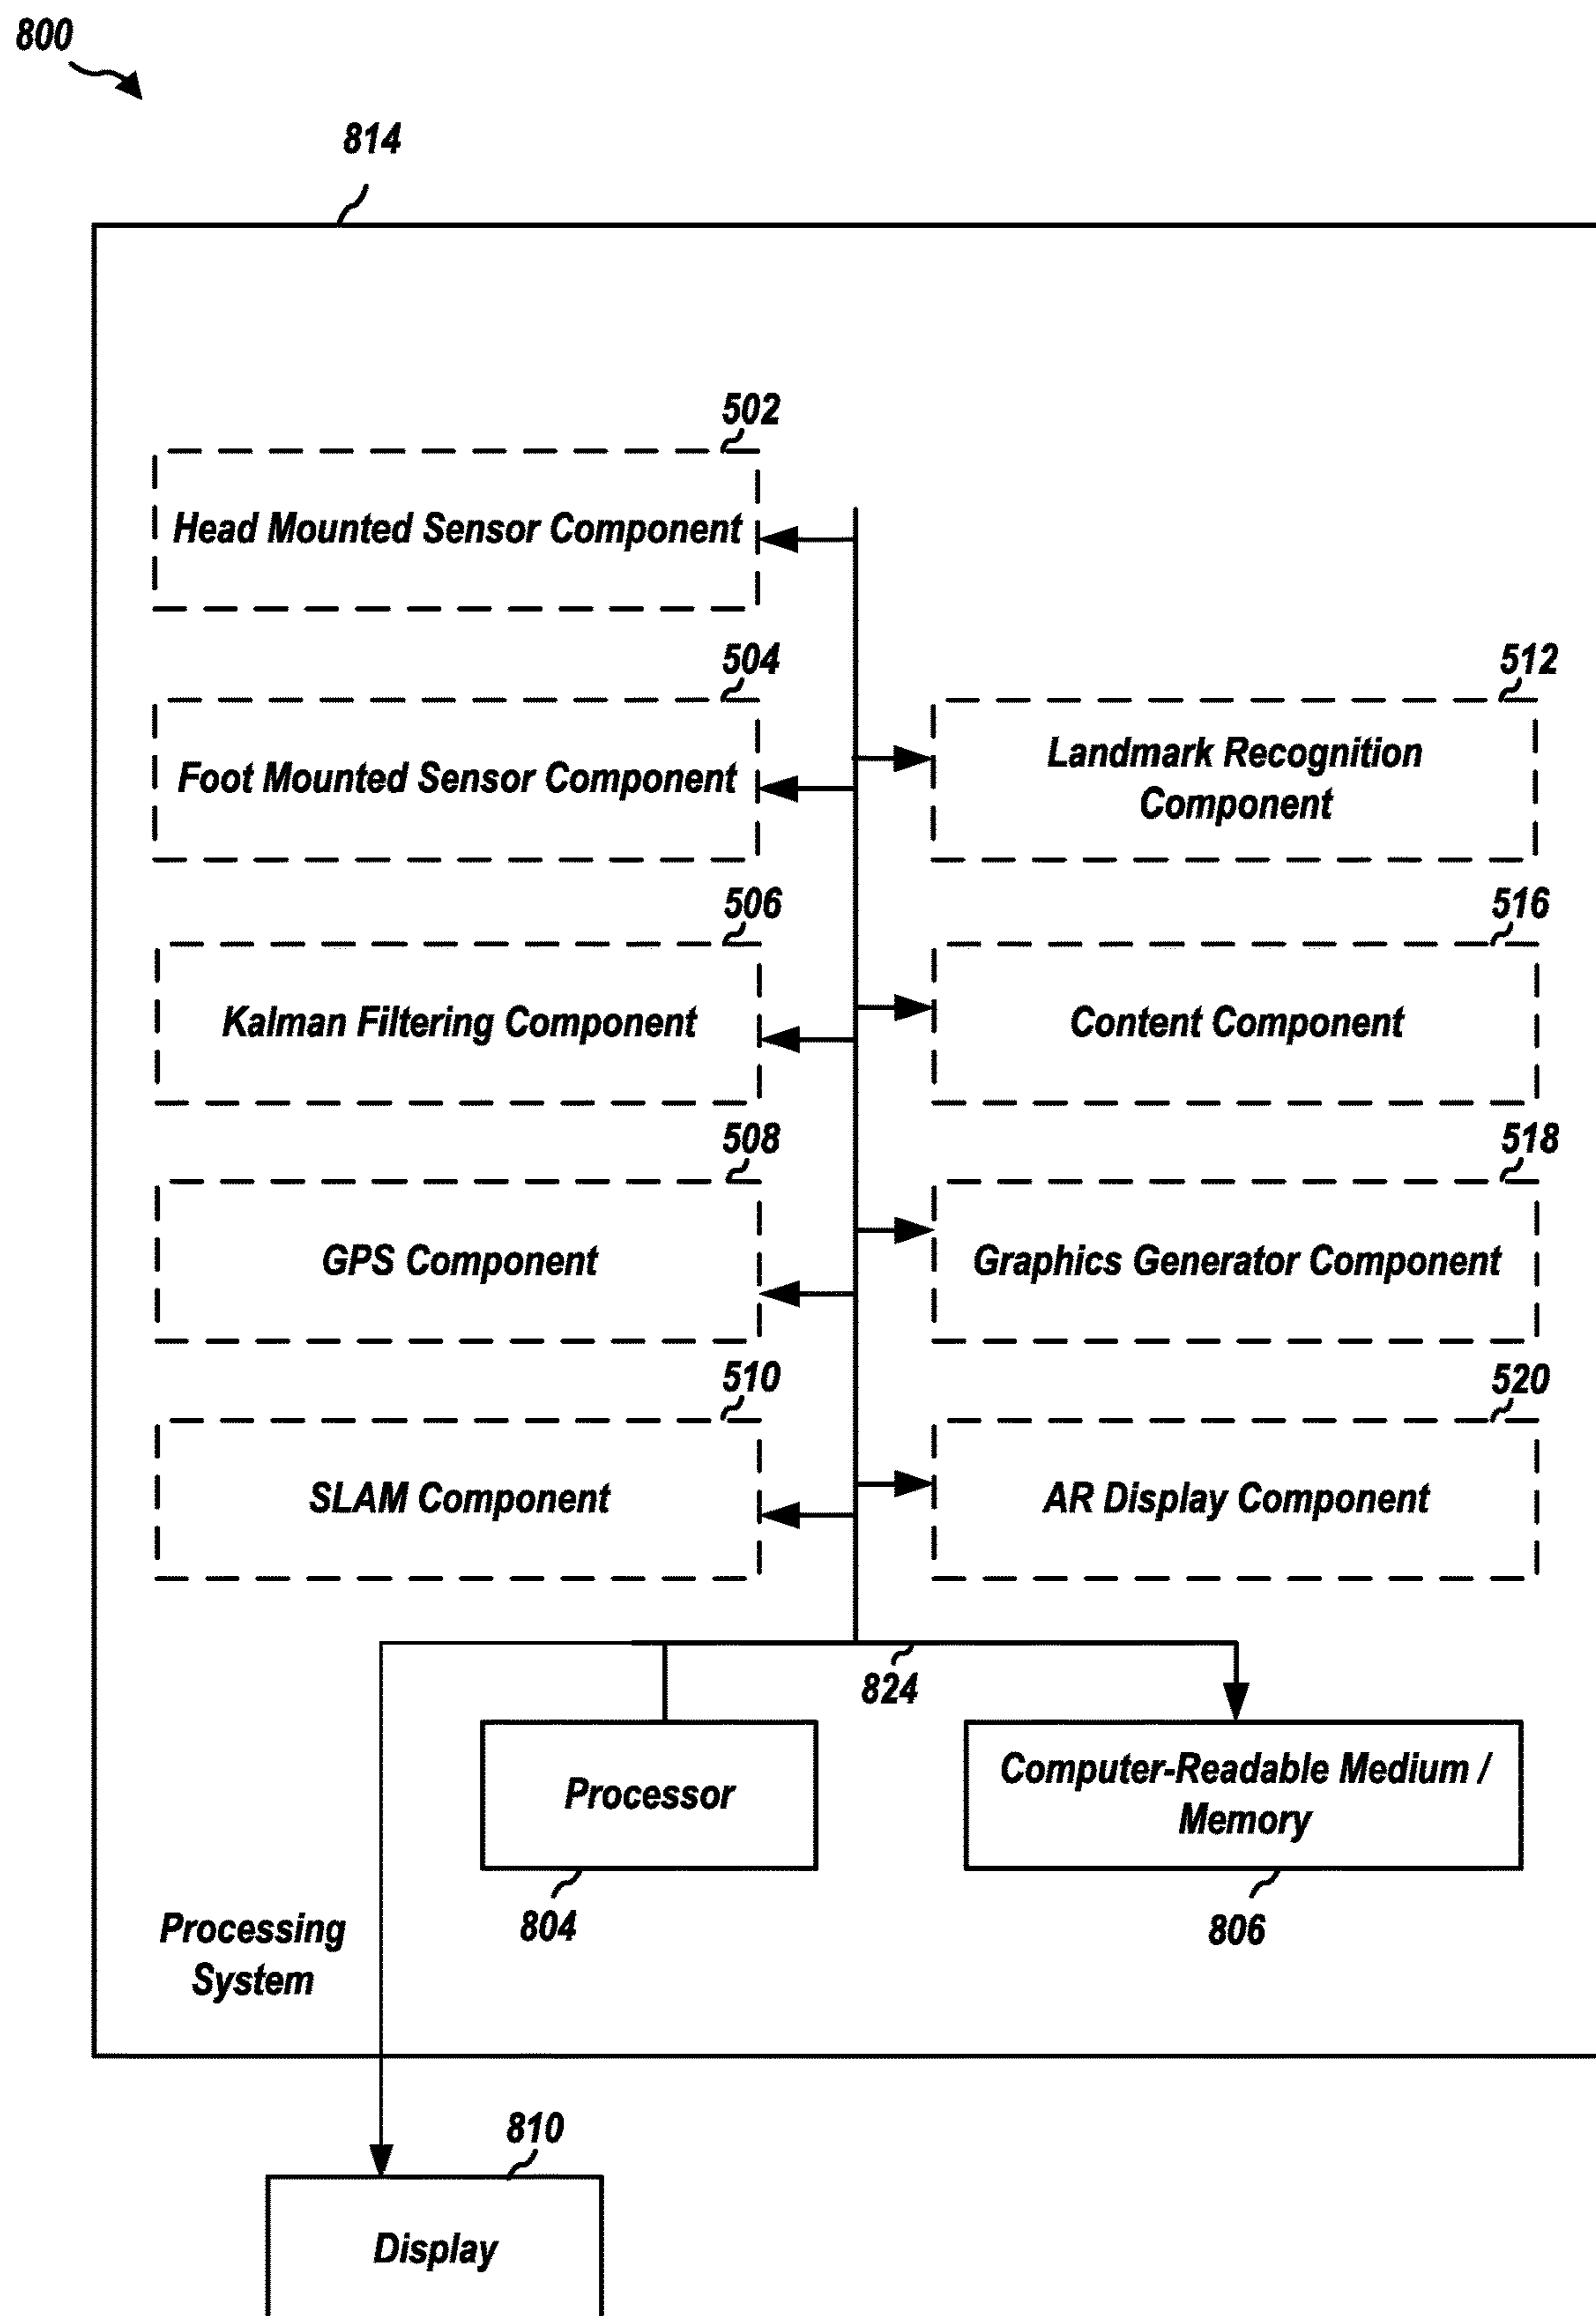 800
814
502
Head Mounted Sensor Component
504
Foot Mounted Sensor Component
512
Landmark Recognition
Component
506
Kalman Filtering Component
516
Content Component
508
GPS Component
518
Graphics Generator Component
510
SLAM Component
520
AR Display Component
824
Processor
804
Computer-Readable Medium /
Memory
806
Processing
System
810
Display